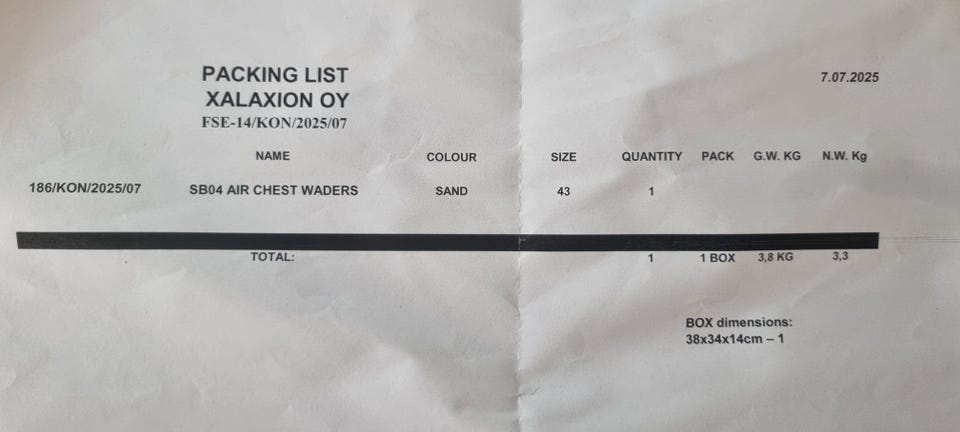 PACKING LIST
7.07.2025
XALAXION OY
FSE-14/KON/2025/07
NAME COLOUR SIZE QUANTITY PACK G.W. KG N.W. Kg
186/KON/2025/07 SB04 AIR CHEST WADERS SAND 43 1
TOTAL: 1 1 BOX 3,8 KG 3,3
BOX dimensions:
38x34x14cm – 1